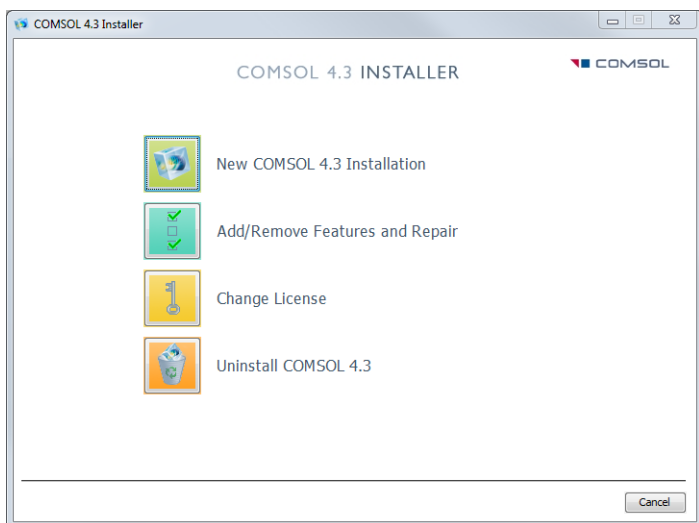 COMSOL 4.3 Installer
COMSOL 4.3 INSTALLER
COMSOL
New COMSOL 4.3 Installation
Add/Remove Features and Repair
Change License
Uninstall COMSOL 4.3
Cancel